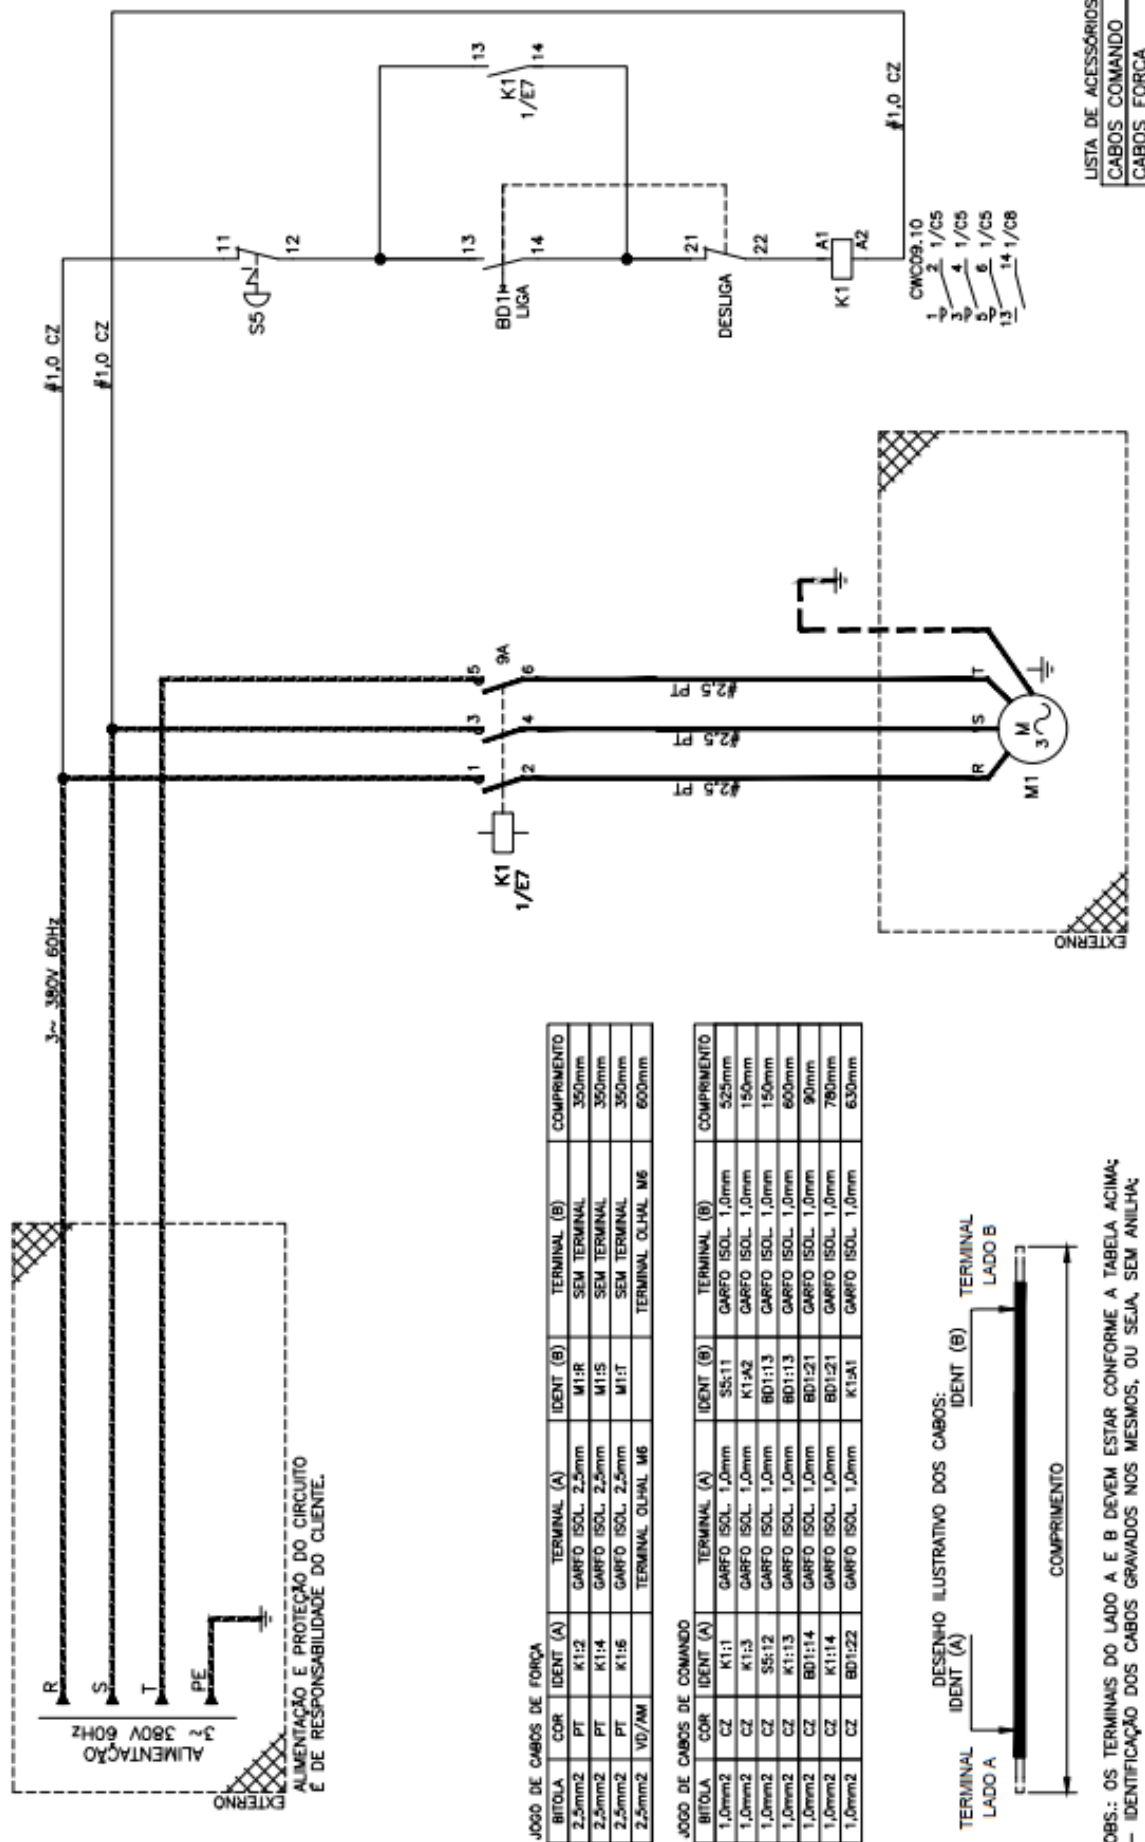 ALIMENTAÇÃO
3~ 380V 60Hz
R
S
T
PE
EXTERNO
ALIMENTAÇÃO E PROTEÇÃO DO CIRCUITO
É DE RESPONSABILIDADE DO CLIENTE.
3~ 380V 60Hz
#1,0 CZ
#1,0 CZ
S5
11
12
13
14
K1
1/E7
BD1
LIGA
13
14
DESLIGA
21
22
K1
A1
A2
#1,0 CZ
CWC09.10
1 2 1/C5
3 4 1/C5
5 6 1/C5
13 14 1/C8
K1
1/E7
1 3 5
2 4 6
9A
#2,5 PT
#2,5 PT
#2,5 PT
R S T
M
3~
M1
EXTERNO
LISTA DE ACESSÓRIOS
CABOS COMANDO
CABOS FORÇA
JOGO DE CABOS DE FORÇA
BITOLA COR IDENT (A) TERMINAL (A) IDENT (B) TERMINAL (B) COMPRIMENTO
2,5mm2 PT K1:2 GARFO ISOL. 2,5mm M1:R SEM TERMINAL 350mm
2,5mm2 PT K1:4 GARFO ISOL. 2,5mm M1:S SEM TERMINAL 350mm
2,5mm2 PT K1:6 GARFO ISOL. 2,5mm M1:T SEM TERMINAL 350mm
2,5mm2 VD/AM TERMINAL OLHAL M6 TERMINAL OLHAL M6 600mm
JOGO DE CABOS DE COMANDO
BITOLA COR IDENT (A) TERMINAL (A) IDENT (B) TERMINAL (B) COMPRIMENTO
1,0mm2 CZ K1:1 GARFO ISOL. 1,0mm S5:11 GARFO ISOL. 1,0mm 525mm
1,0mm2 CZ K1:3 GARFO ISOL. 1,0mm K1:A2 GARFO ISOL. 1,0mm 150mm
1,0mm2 CZ S5:12 GARFO ISOL. 1,0mm BD1:13 GARFO ISOL. 1,0mm 150mm
1,0mm2 CZ K1:13 GARFO ISOL. 1,0mm BD1:13 GARFO ISOL. 1,0mm 600mm
1,0mm2 CZ BD1:14 GARFO ISOL. 1,0mm BD1:21 GARFO ISOL. 1,0mm 90mm
1,0mm2 CZ K1:14 GARFO ISOL. 1,0mm BD1:21 GARFO ISOL. 1,0mm 780mm
1,0mm2 CZ BD1:22 GARFO ISOL. 1,0mm K1:A1 GARFO ISOL. 1,0mm 630mm
DESENHO ILUSTRATIVO DOS CABOS:
IDENT (A)
IDENT (B)
TERMINAL
LADO A
TERMINAL
LADO B
COMPRIMENTO
OBS.: OS TERMINAIS DO LADO A E B DEVEM ESTAR CONFORME A TABELA ACIMA;
- IDENTIFICAÇÃO DOS CABOS GRAVADOS NOS MESMOS, OU SEJA, SEM ANILHA;